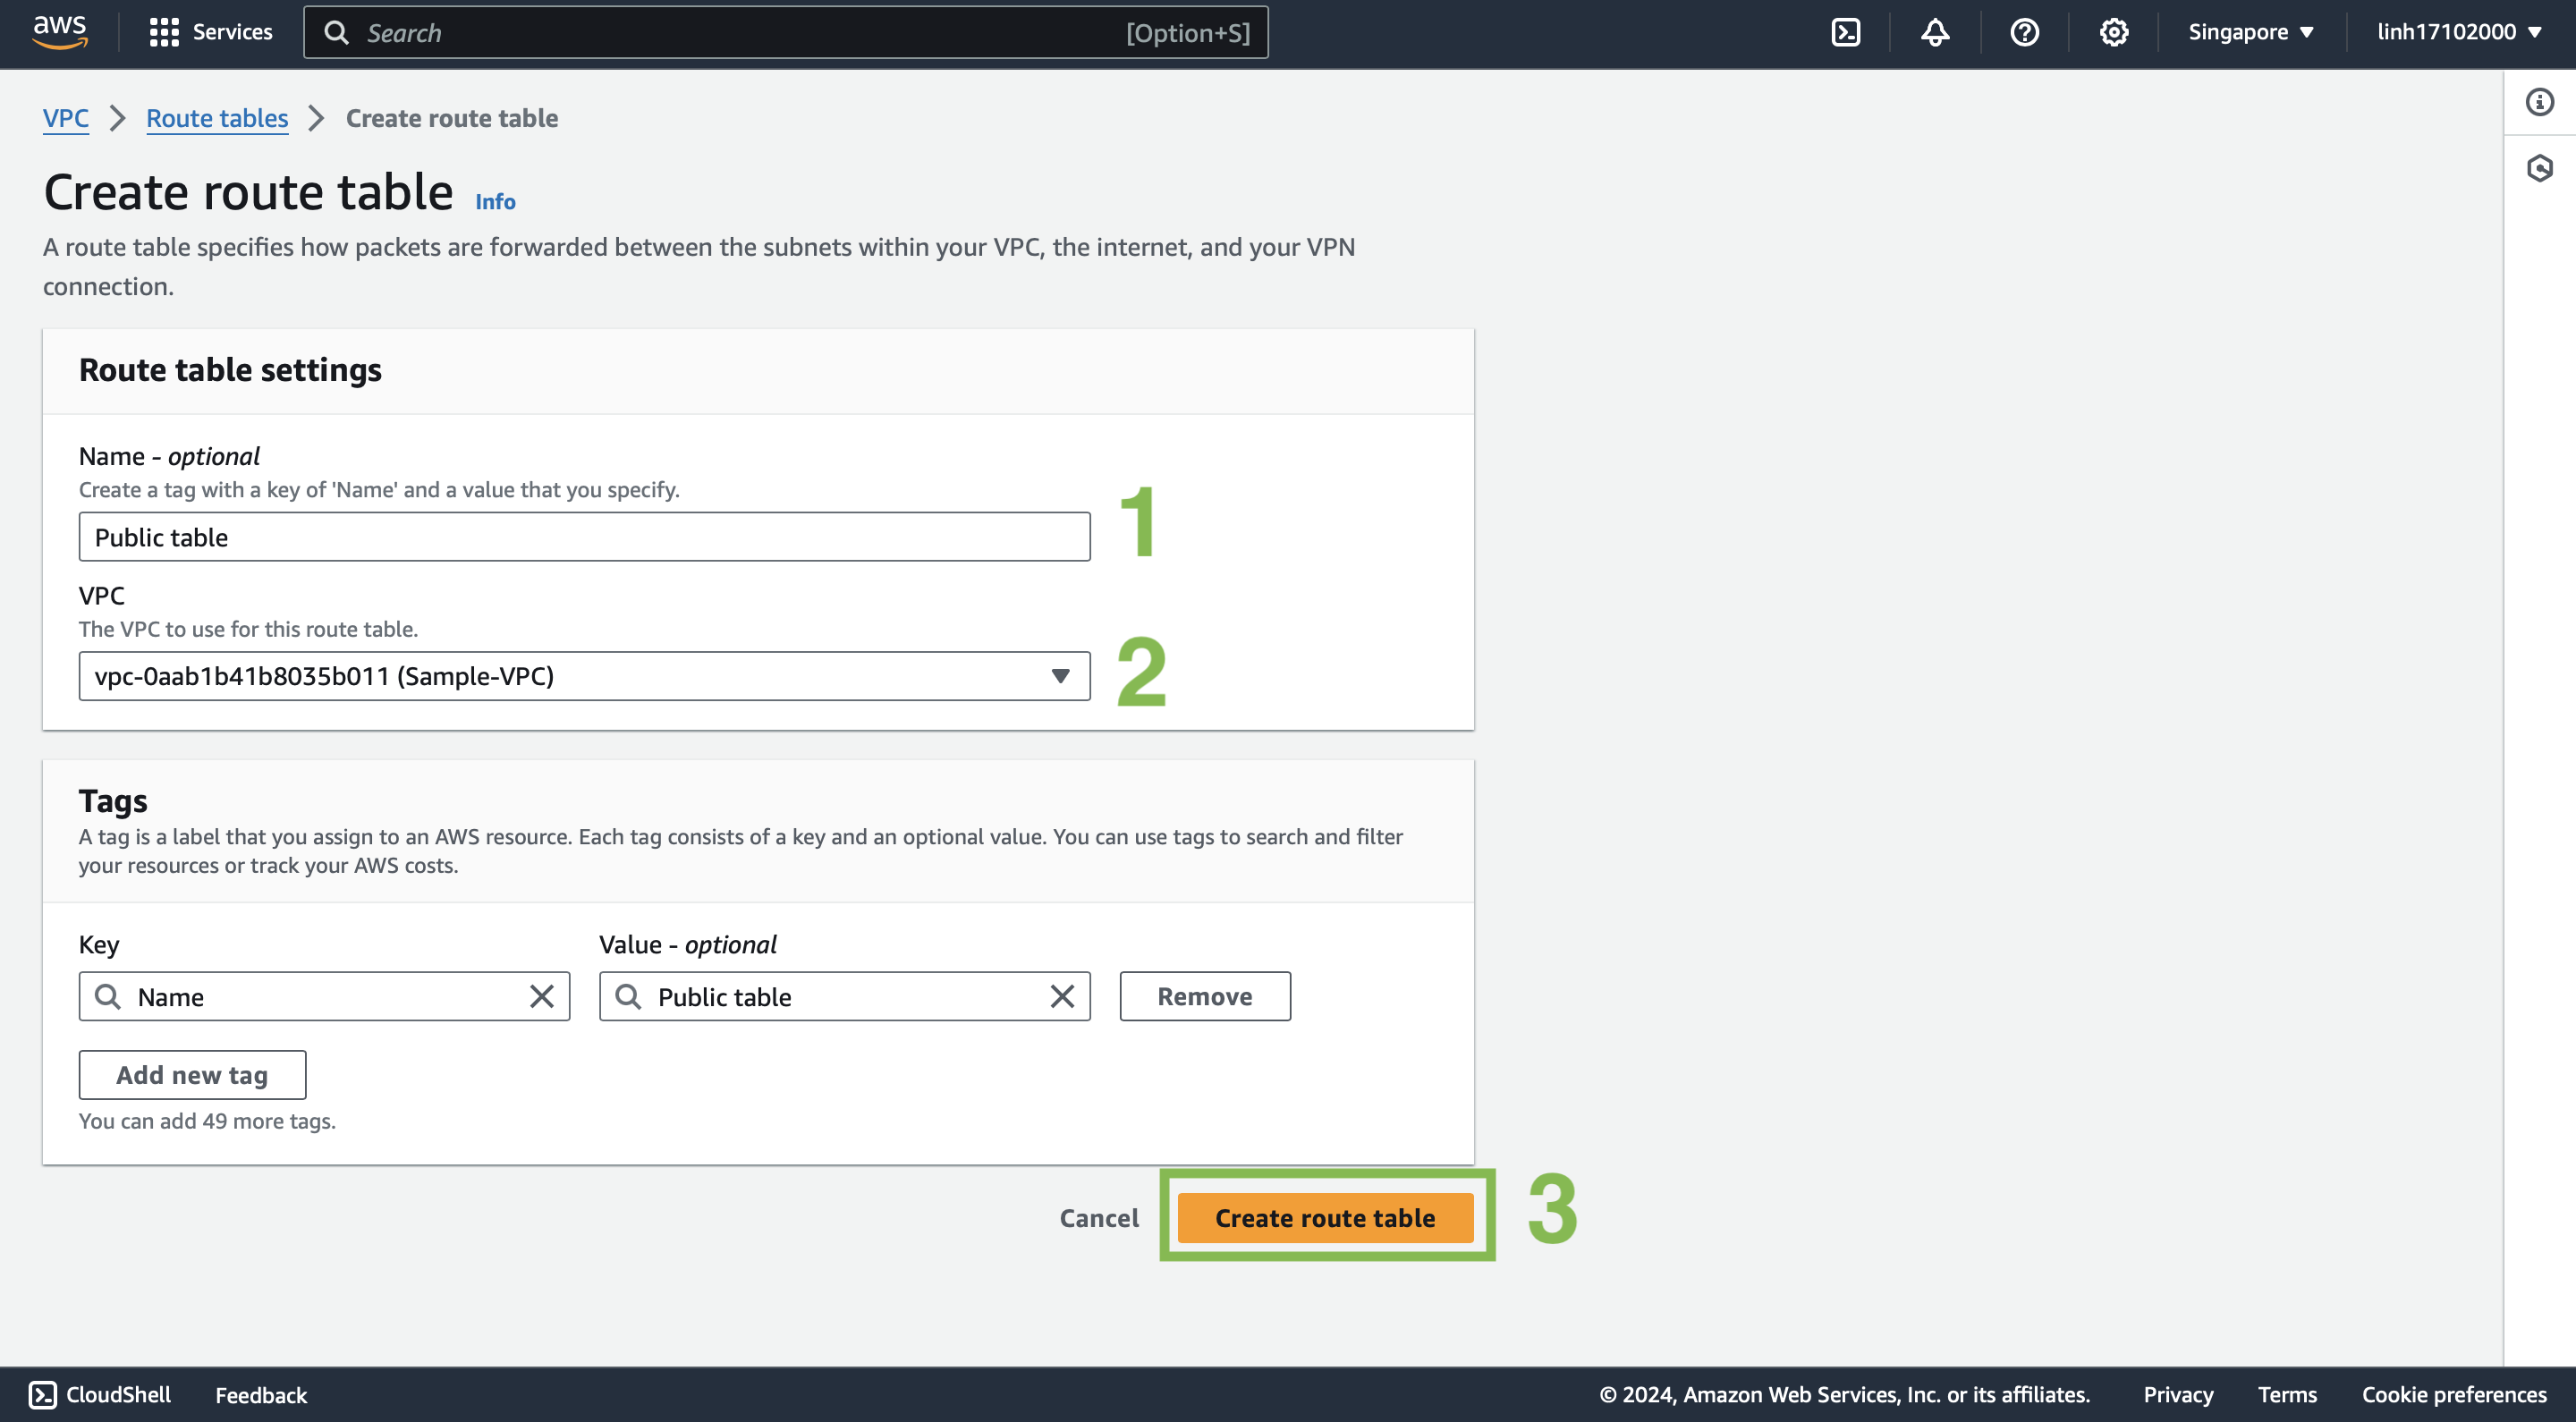 aws
Services
Search
[Option+S]
Singapore
linh17102000
VPC
Route tables
Create route table
Create route table
Info
A route table specifies how packets are forwarded between the subnets within your VPC, the internet, and your VPN
connection.
Route table settings
Name - optional
Create a tag with a key of 'Name' and a value that you specify.
Public table
1
VPC
The VPC to use for this route table.
vpc-0aab1b41b8035b011 (Sample-VPC)
2
Tags
A tag is a label that you assign to an AWS resource. Each tag consists of a key and an optional value. You can use tags to search and filter
your resources or track your AWS costs.
Key
Value - optional
Name
Public table
Remove
Add new tag
You can add 49 more tags.
Cancel
Create route table
3
CloudShell
Feedback
© 2024, Amazon Web Services, Inc. or its affiliates.
Privacy
Terms
Cookie preferences